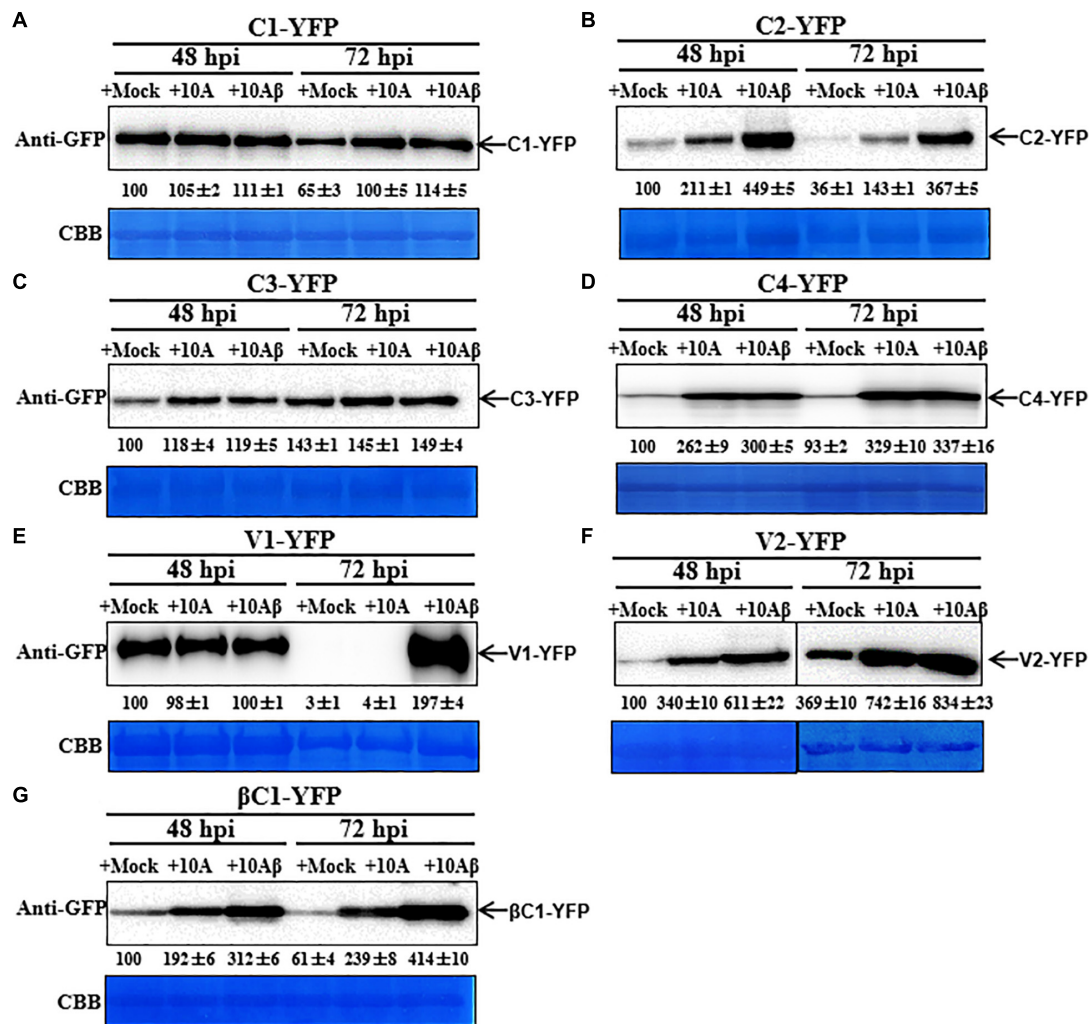 A
C1-YFP
48 hpi 72 hpi
+Mock +10A +10Aβ +Mock +10A +10Aβ
Anti-GFP
C1-YFP
100 105±2 111±1 65±3 100±5 114±5
CBB
B
C2-YFP
48 hpi 72 hpi
+Mock +10A +10Aβ +Mock +10A +10Aβ
C2-YFP
100 211±1 449±5 36±1 143±1 367±5
C
C3-YFP
48 hpi 72 hpi
+Mock +10A +10Aβ +Mock +10A +10Aβ
Anti-GFP
C3-YFP
100 118±4 119±5 143±1 145±1 149±4
CBB
D
C4-YFP
48 hpi 72 hpi
+Mock +10A +10Aβ +Mock +10A +10Aβ
C4-YFP
100 262±9 300±5 93±2 329±10 337±16
E
V1-YFP
48 hpi 72 hpi
+Mock +10A +10Aβ +Mock +10A +10Aβ
Anti-GFP
V1-YFP
100 98±1 100±1 3±1 4±1 197±4
CBB
F
V2-YFP
48 hpi 72 hpi
+Mock +10A +10Aβ +Mock +10A +10Aβ
V2-YFP
100 340±10 611±22 369±10 742±16 834±23
G
βC1-YFP
48 hpi 72 hpi
+Mock +10A +10Aβ +Mock +10A +10Aβ
Anti-GFP
βC1-YFP
100 192±6 312±6 61±4 239±8 414±10
CBB